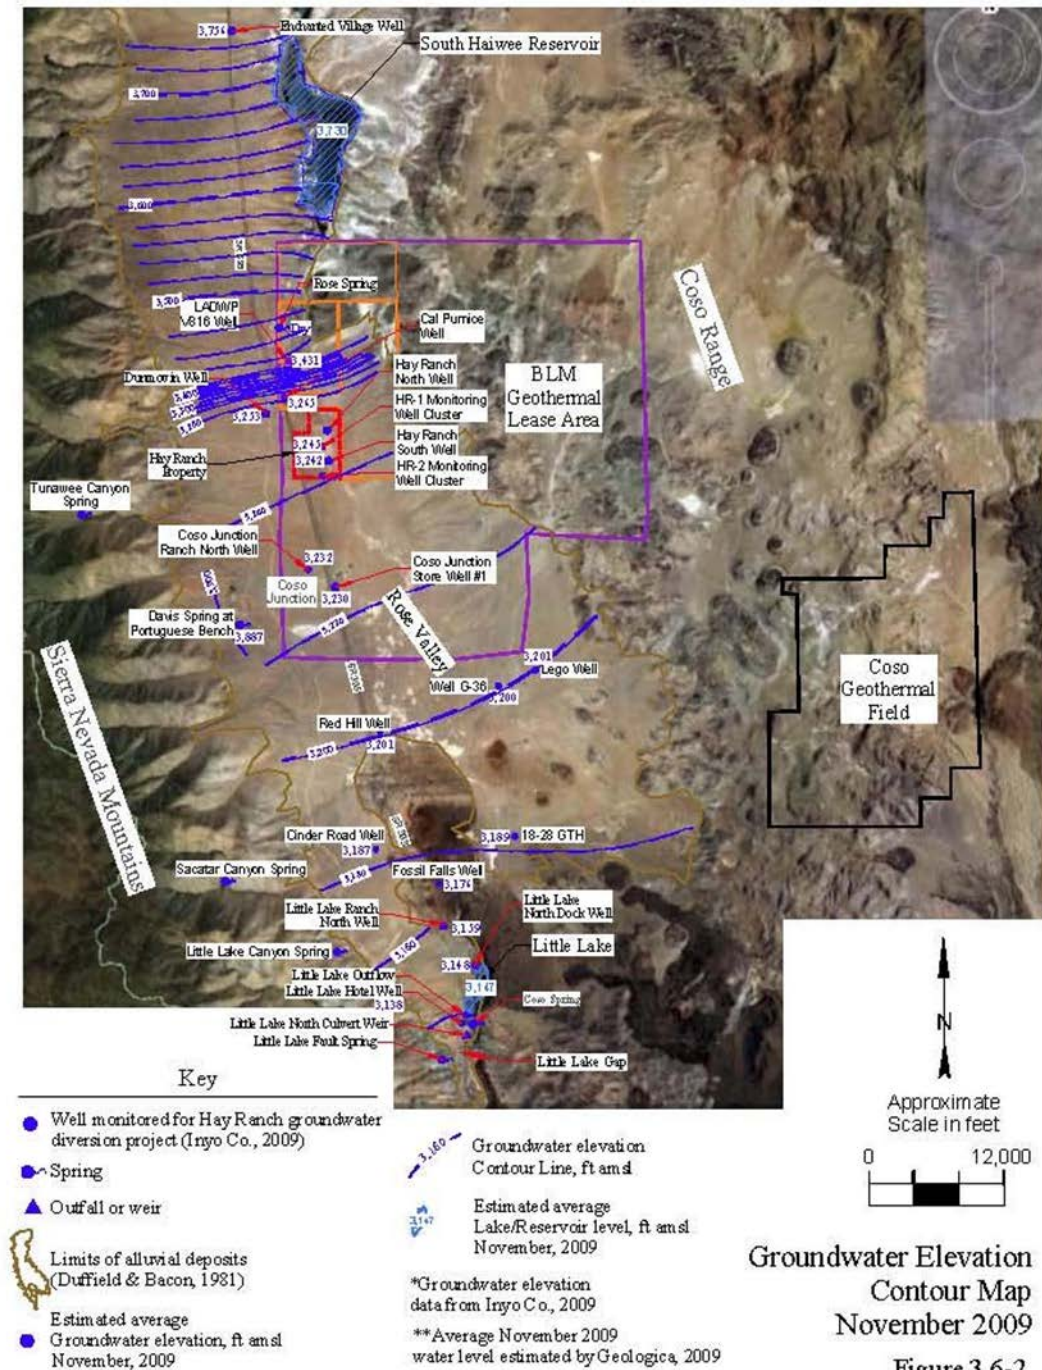 N
3,756
Enchanted Village Well
South Haiwee Reservoir
3,700
3,730
3,600
Rose Spring
3,500
LADWP
V816 Well
Dry
Cal Pumice
Well
3,431
Dunmovin Well
Hay Ranch
North Well
3,400
3,300
3,265
3,253
HR-1 Monitoring
Well Cluster
BLM
Geothermal
Lease Area
Coso Range
3,245
Hay Ranch
South Well
3,242
Hay Ranch
Property
HR-2 Monitoring
Well Cluster
Tunawee Canyon
Spring
Coso Junction
Ranch North Well
3,232
Coso
Junction
Coso Junction
Store Well #1
3,230
3,220
Davis Spring at
Portuguese Bench
3,887
Rose Valley
3,201
Lego Well
Well G-36
3,200
Red Hill Well
3,201
3,200
Coso
Geothermal
Field
Sierra Nevada Mountains
Cinder Road Well
3,187
3,189
18-28 GTH
3,180
Sacatar Canyon Spring
Fossil Falls Well
3,176
Little Lake Ranch
North Well
3,159
Little Lake
North Dock Well
3,160
Little Lake Canyon Spring
3,148
Little Lake
Little Lake Outflow
Little Lake Hotel Well
3,147
3,138
Coso Spring
Little Lake North Culvert Weir
Little Lake Fault Spring
Little Lake Gap
Key
Well monitored for Hay Ranch groundwater
diversion project (Inyo Co., 2009)
Spring
Outfall or weir
Limits of alluvial deposits
(Duffield & Bacon, 1981)
Estimated average
Groundwater elevation, ft amsl
November, 2009
3,160
Groundwater elevation
Contour Line, ft amsl
3,147
Estimated average
Lake/Reservoir level, ft amsl
November, 2009
*Groundwater elevation
data from Inyo Co., 2009
**Average November 2009
water level estimated by Geologica, 2009
N
Approximate
Scale in feet
0
12,000
Groundwater Elevation
Contour Map
November 2009
Figure 3.6-2